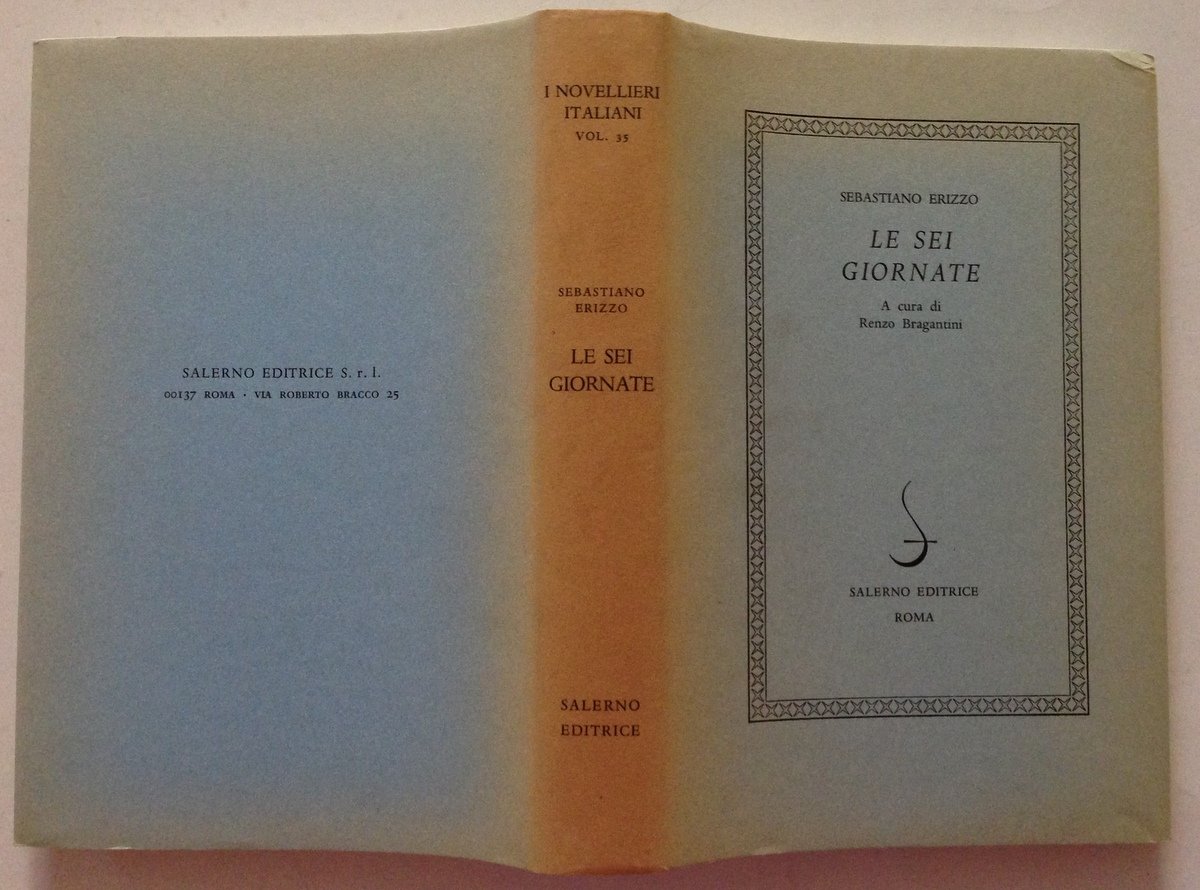 SALERNO EDITRICE S. r. l.
00137 ROMA · VIA ROBERTO BRACCO 25
I NOVELLIERI
ITALIANI
VOL. 35
SEBASTIANO
ERIZZO
LE SEI
GIORNATE
SALERNO
EDITRICE
SEBASTIANO ERIZZO
LE SEI
GIORNATE
A cura di
Renzo Bragantini
SALERNO EDITRICE
ROMA